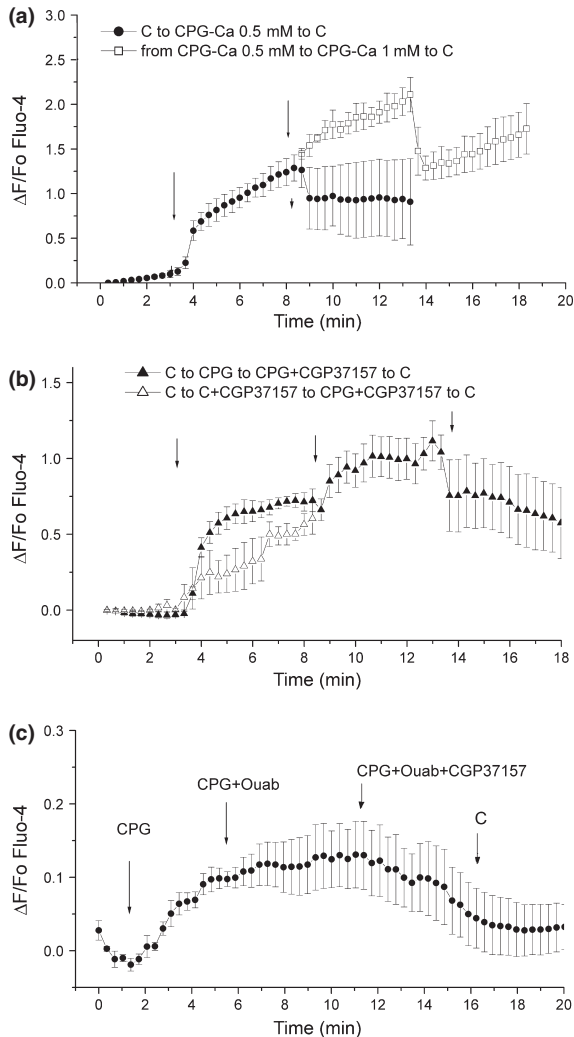 (a)
C to CPG-Ca 0.5 mM to C
from CPG-Ca 0.5 mM to CPG-Ca 1 mM to C
3.0
2.5
2.0
1.5
1.0
0.5
0.0
ΔF/Fo Fluo-4
0 2 4 6 8 10 12 14 16 18 20
Time (min)
(b)
C to CPG to CPG+CGP37157 to C
C to C+CGP37157 to CPG+CGP37157 to C
1.5
1.0
0.5
0.0
ΔF/Fo Fluo-4
0 2 4 6 8 10 12 14 16 18
Time (min)
(c)
0.3
0.2
0.1
0.0
ΔF/Fo Fluo-4
CPG
CPG+Ouab
CPG+Ouab+CGP37157
C
0 2 4 6 8 10 12 14 16 18 20
Time (min)